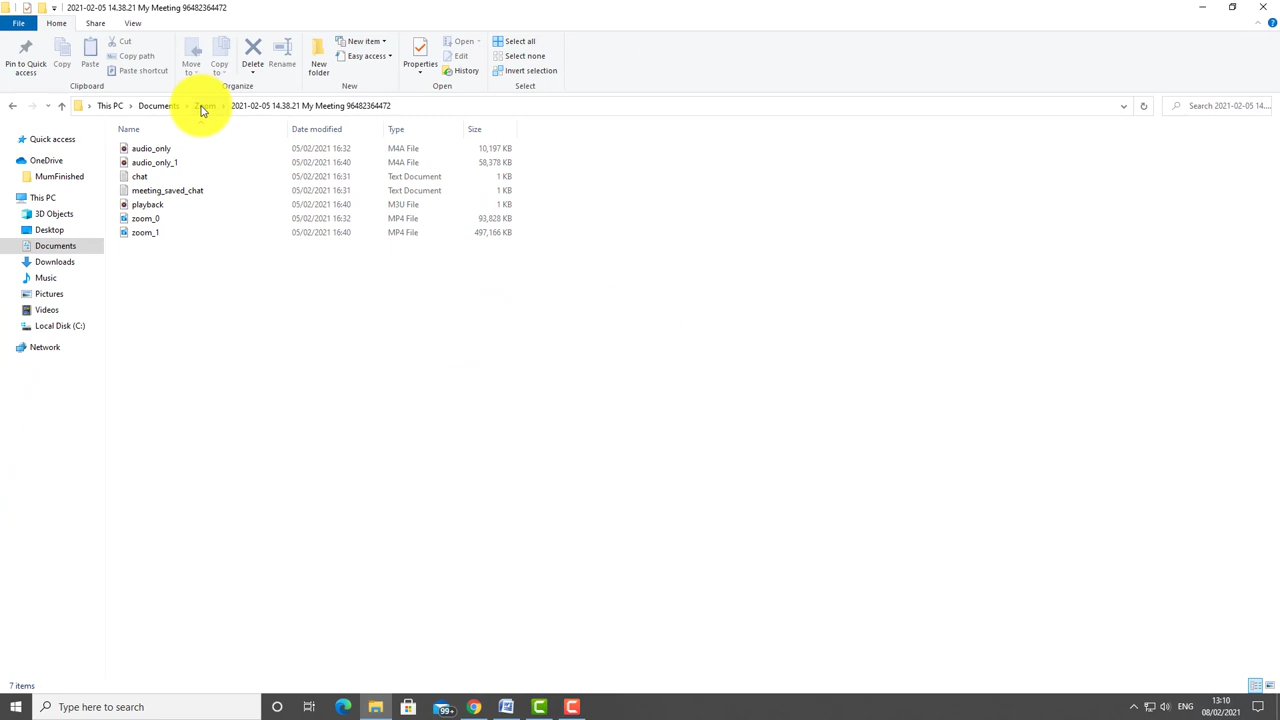 2021-02-05 14.38.21 My Meeting 96482364472
File Home Share View
Pin to Quick access
Copy
Paste
Cut
Copy path
Paste shortcut
Clipboard
Move to
Copy to
Delete
Rename
Organize
New folder
New item
Easy access
New
Properties
Open
Edit
History
Open
Select all
Select none
Invert selection
Select
This PC Documents Zoom 2021-02-05 14.38.21 My Meeting 96482364472
Search 2021-02-05 14....
Quick access
OneDrive
MumFinished
This PC
3D Objects
Desktop
Documents
Downloads
Music
Pictures
Videos
Local Disk (C:)
Network
Name Date modified Type Size
audio_only 05/02/2021 16:32 M4A File 10,197 KB
audio_only_1 05/02/2021 16:40 M4A File 58,378 KB
chat 05/02/2021 16:31 Text Document 1 KB
meeting_saved_chat 05/02/2021 16:31 Text Document 1 KB
playback 05/02/2021 16:40 M3U File 1 KB
zoom_0 05/02/2021 16:32 MP4 File 93,828 KB
zoom_1 05/02/2021 16:40 MP4 File 497,166 KB
7 items
Type here to search
99+
ENG
13:10
08/02/2021